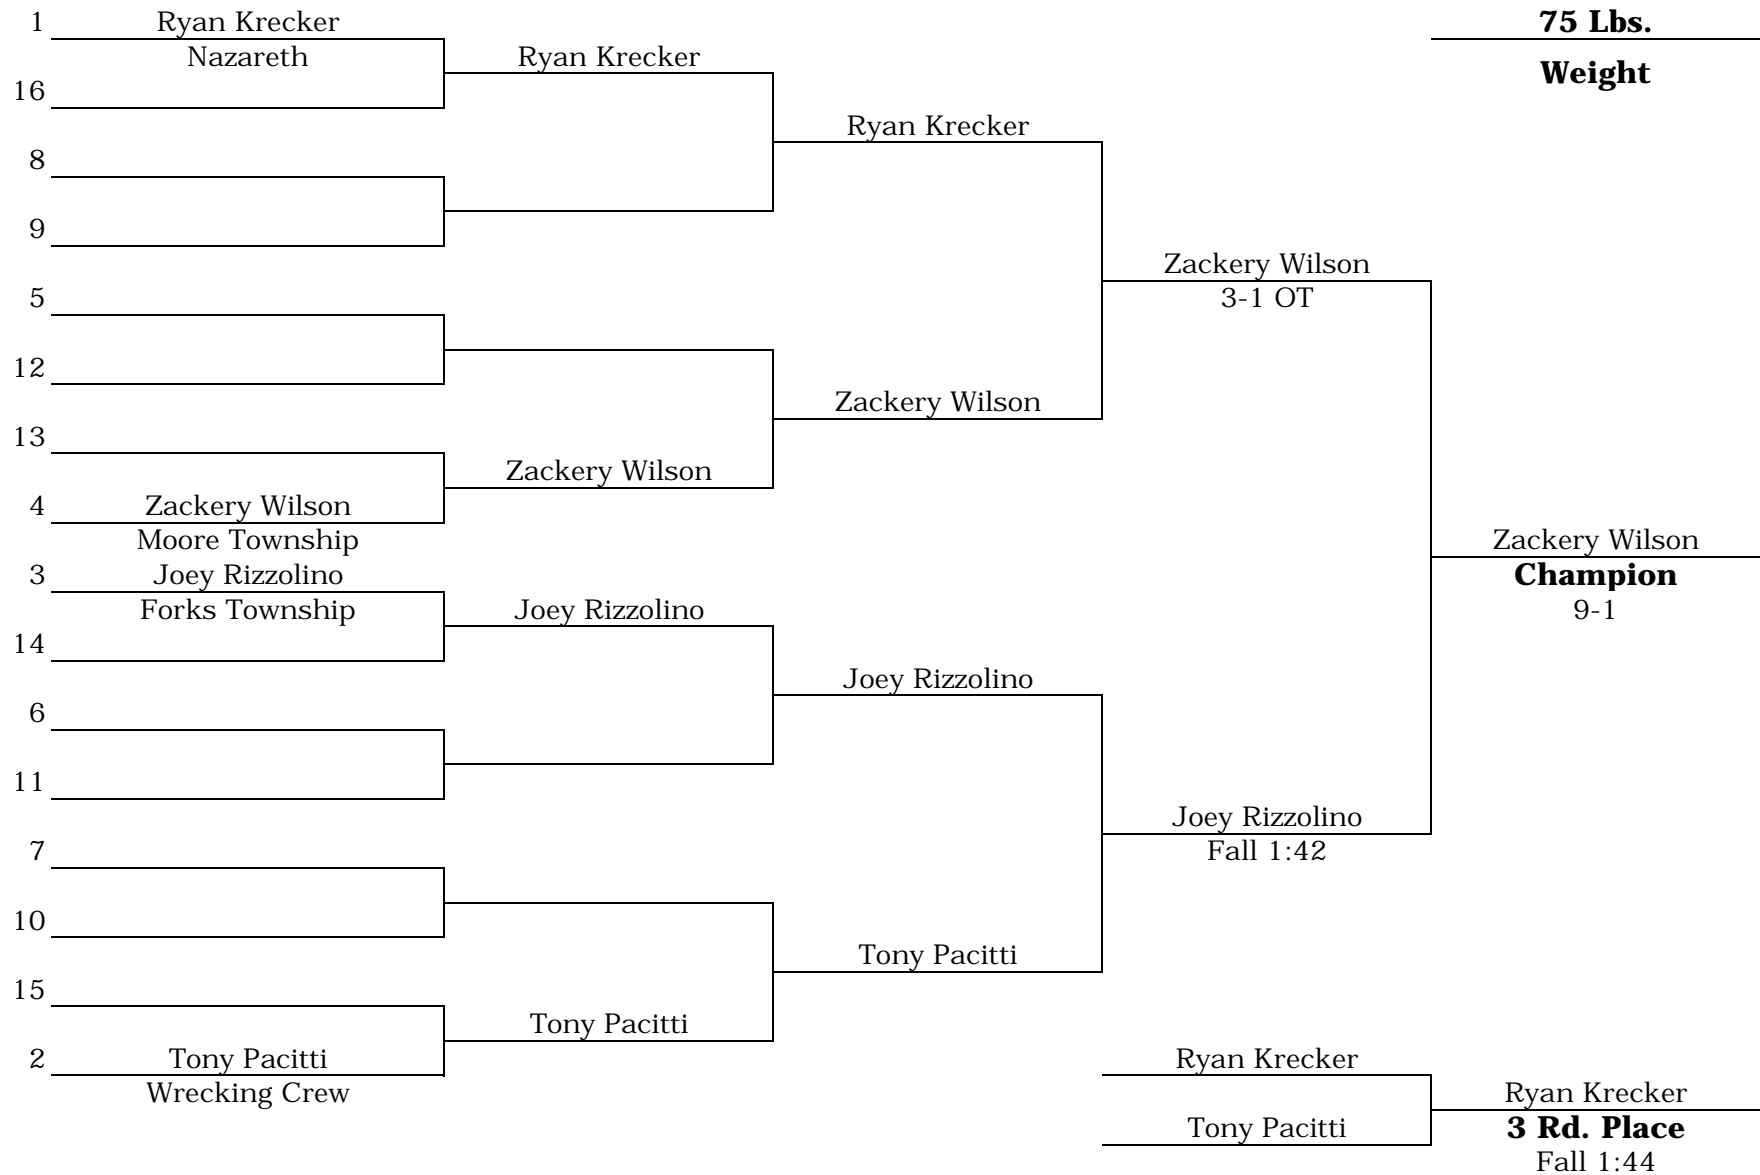 1 Ryan Krecker
Nazareth
16
8
9
5
12
13
4 Zackery Wilson
Moore Township
3 Joey Rizzolino
Forks Township
14
6
11
7
10
15
2 Tony Pacitti
Wrecking Crew
Ryan Krecker
Zackery Wilson
Joey Rizzolino
Tony Pacitti
Ryan Krecker
Zackery Wilson
Joey Rizzolino
Tony Pacitti
Zackery Wilson
3-1 OT
Joey Rizzolino
Fall 1:42
Ryan Krecker
Tony Pacitti
75 Lbs.
Weight
Zackery Wilson
Champion
9-1
Ryan Krecker
3 Rd. Place
Fall 1:44